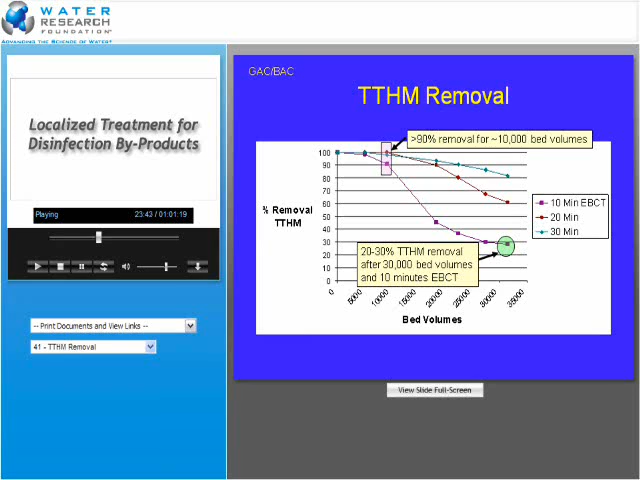 WATER
RESEARCH
FOUNDATION
ADVANCING THE SCIENCE OF WATER
Localized Treatment for
Disinfection By-Products
Playing
23:43 / 01:01:19
-- Print Documents and View Links --
41 - TTHM Removal
GAC/BAC
TTHM Removal
>90% removal for ~10,000 bed volumes
% Removal
TTHM
100
90
80
70
60
50
40
30
20
10
0
10 Min EBCT
20 Min
30 Min
20-30% TTHM removal
after 30,000 bed volumes
and 10 minutes EBCT
0
5000
10000
15000
20000
25000
30000
35000
Bed Volumes
View Slide Full-Screen